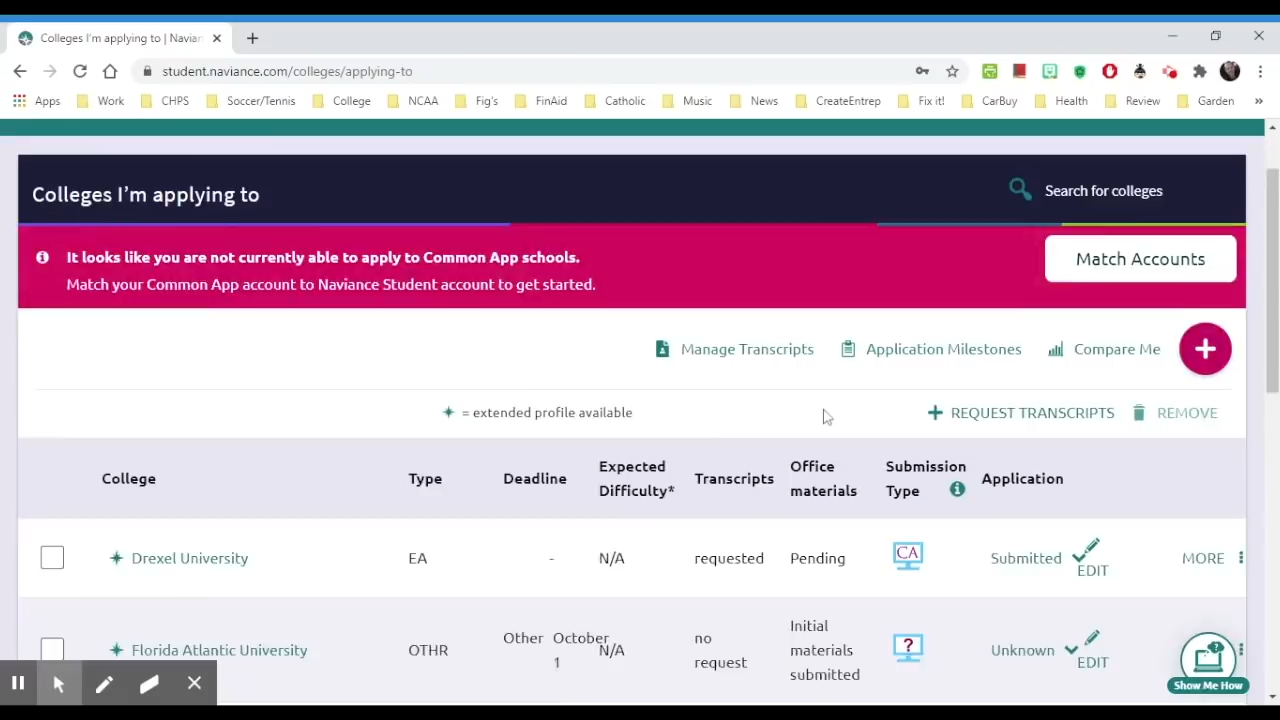 Colleges I'm applying to | Navian
student.naviance.com/colleges/applying-to
Apps Work CHPS Soccer/Tennis College NCAA Fig's FinAid Catholic Music News CreateEntrep Fix it! CarBuy Health Review Garden »
Colleges I'm applying to
Search for colleges
It looks like you are not currently able to apply to Common App schools.
Match your Common App account to Naviance Student account to get started.
Match Accounts
Manage Transcripts Application Milestones Compare Me
= extended profile available
REQUEST TRANSCRIPTS REMOVE
College Type Deadline Expected Difficulty* Transcripts Office materials Submission Type Application
Drexel University EA - N/A requested Pending CA Submitted EDIT MORE
Florida Atlantic University OTHR Other October 1 N/A no request Initial materials submitted ? Unknown EDIT
Show Me How